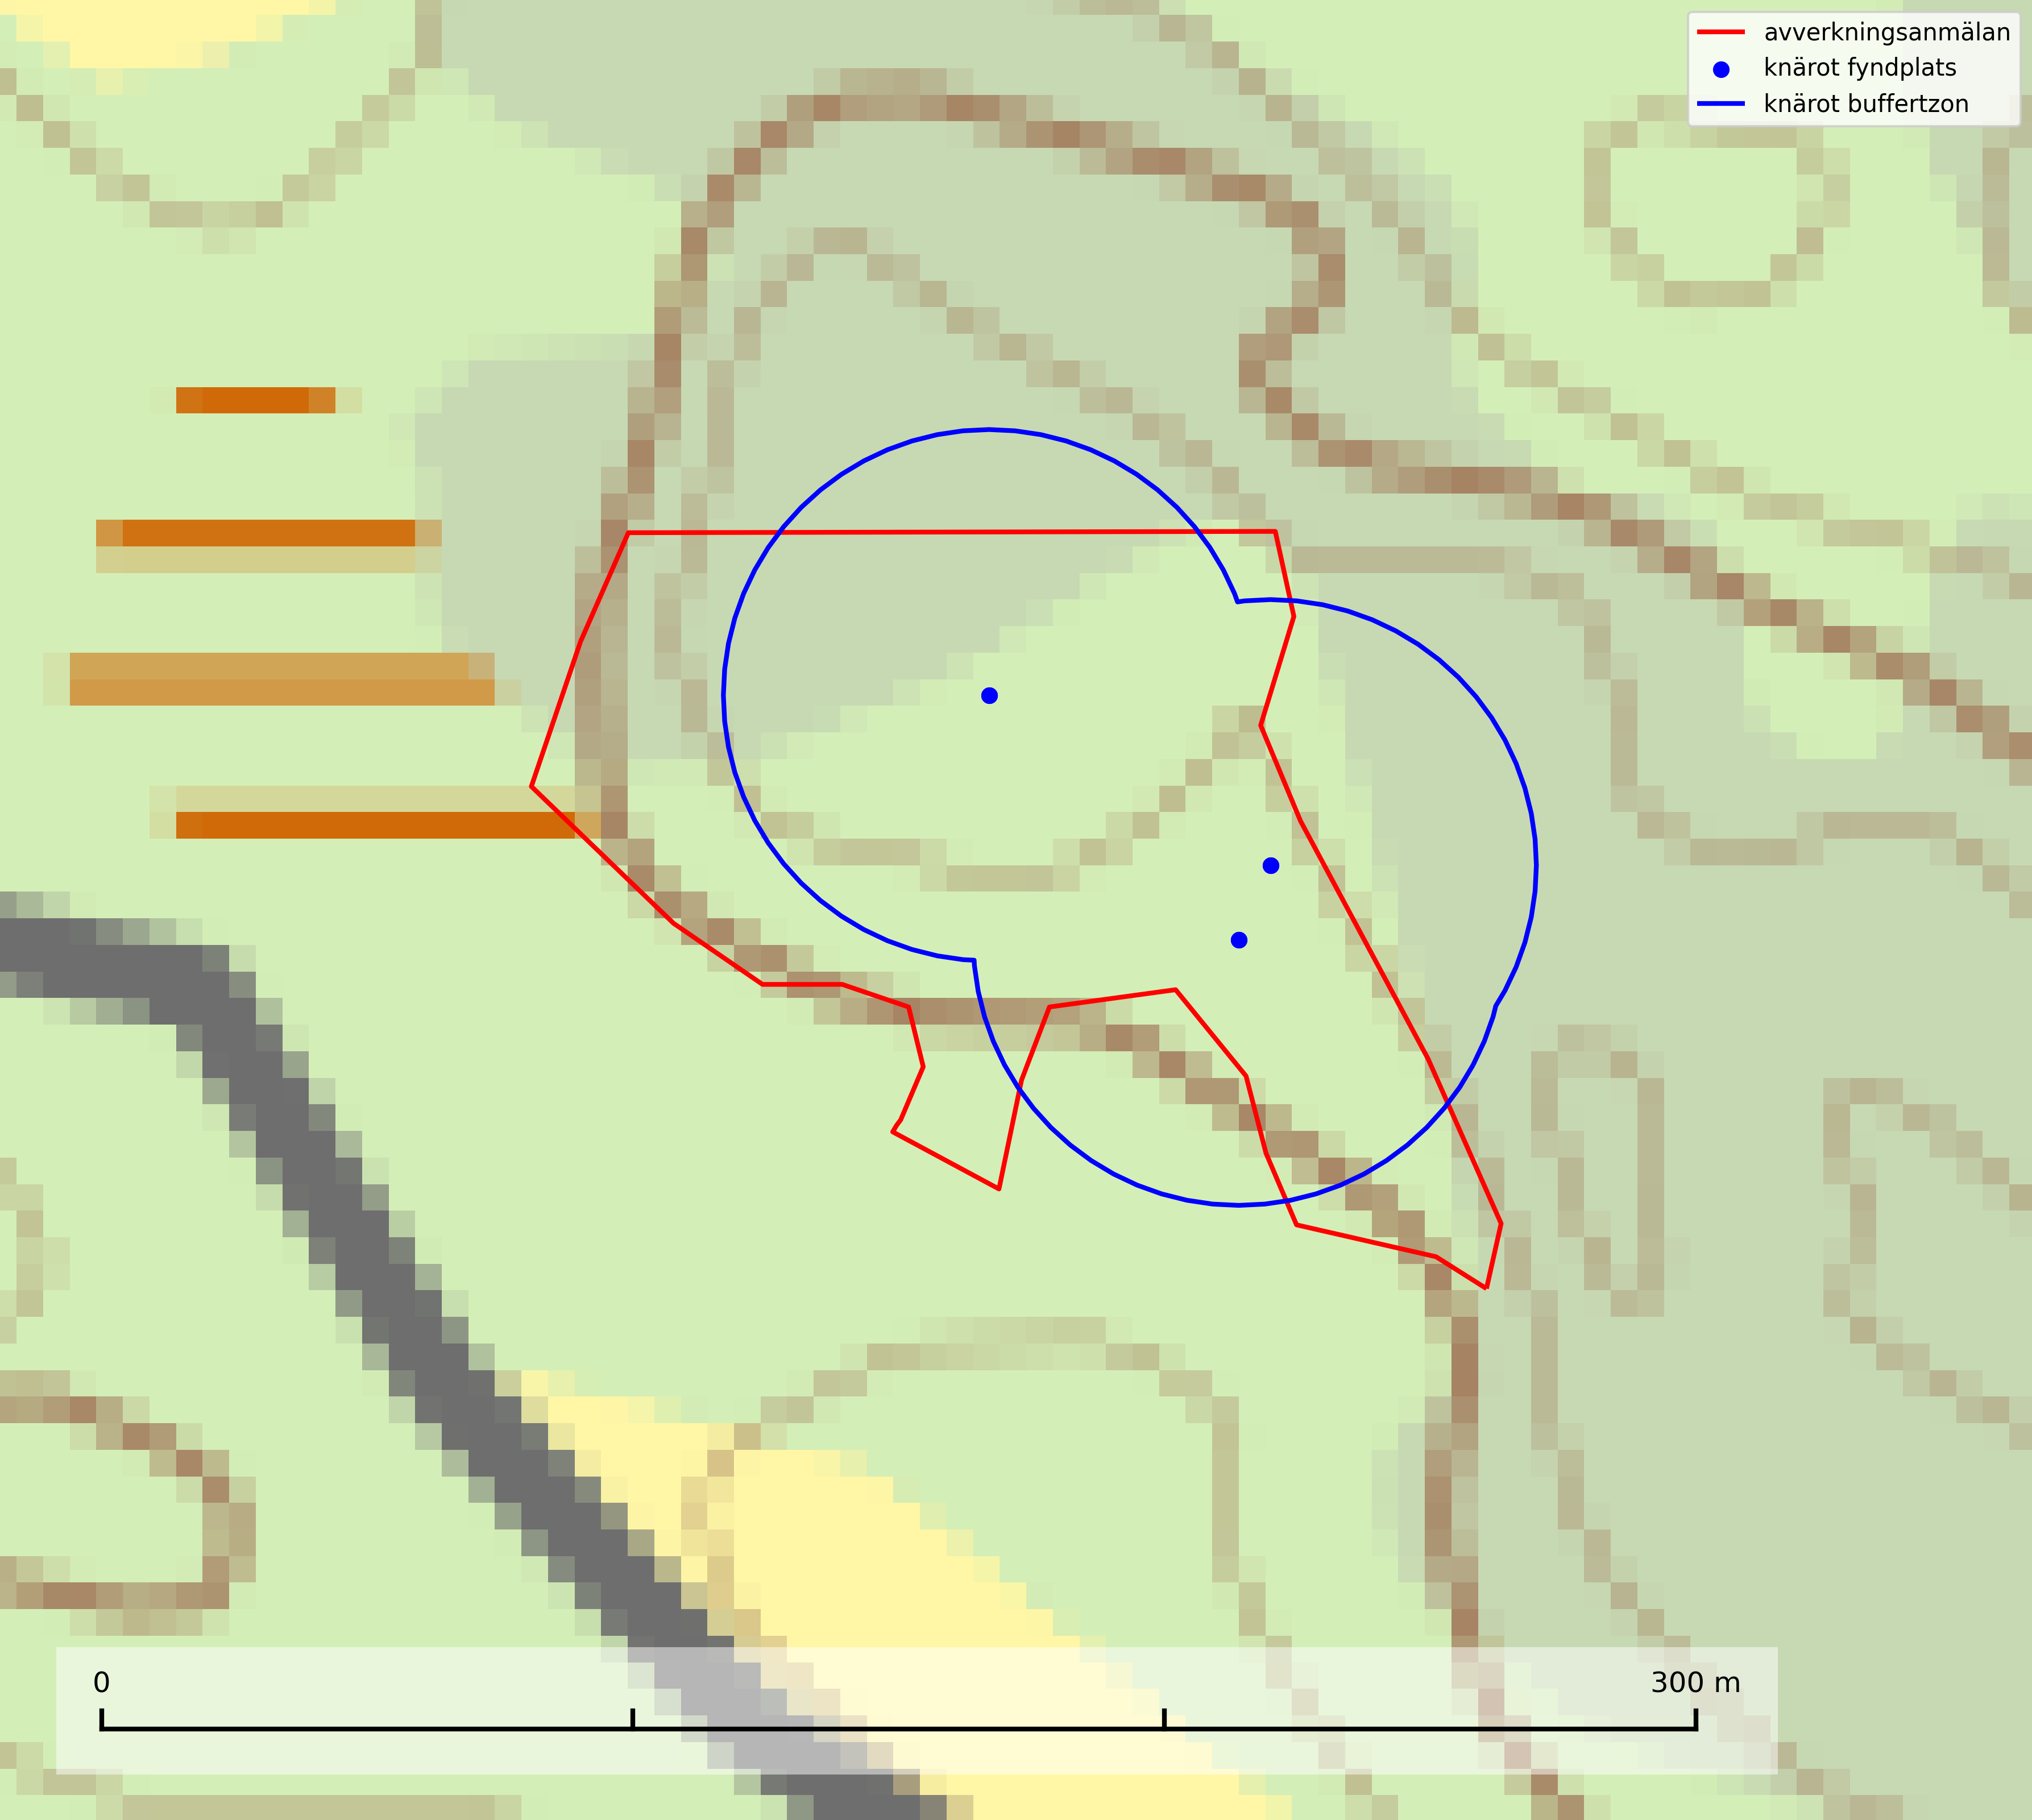 avverkningsanmälan
knärot fyndplats
knärot buffertzon
0
300 m